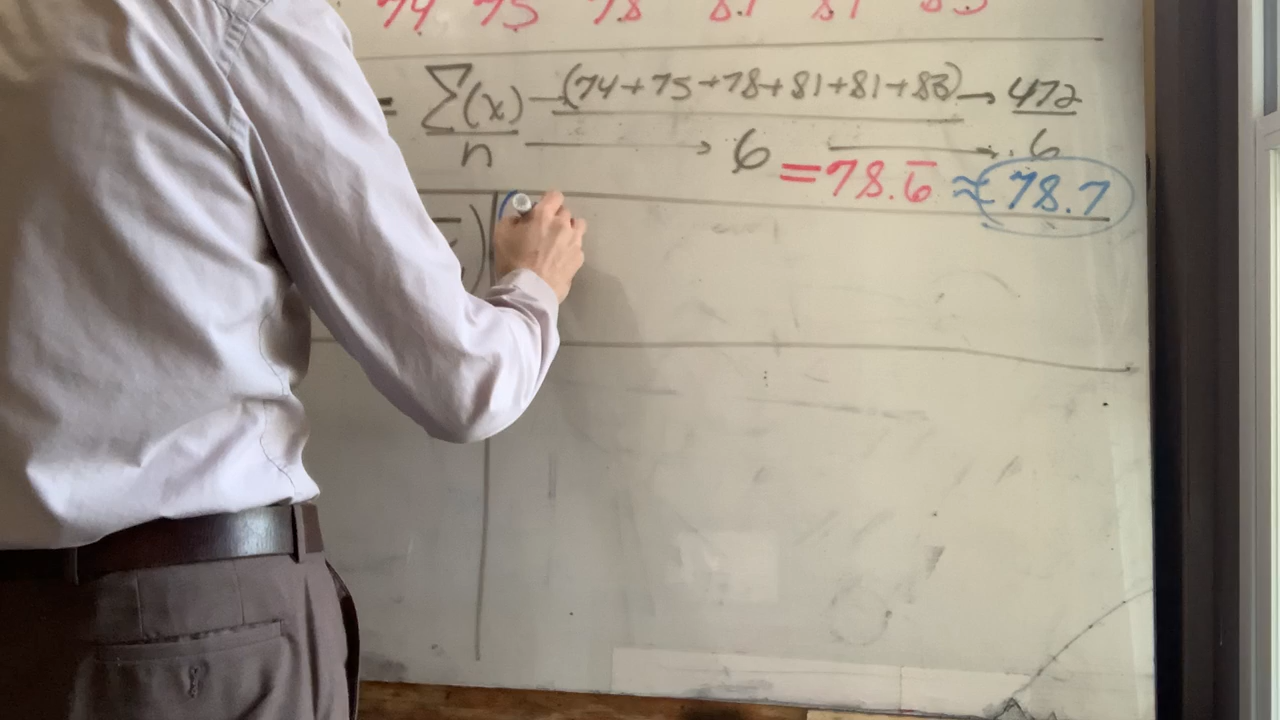 74 75 78 81 81 83
= Σ(x) (74+75+78+81+81+83) → 472
n → 6 → 6
= 78.6̅ ≈ 78.7
)